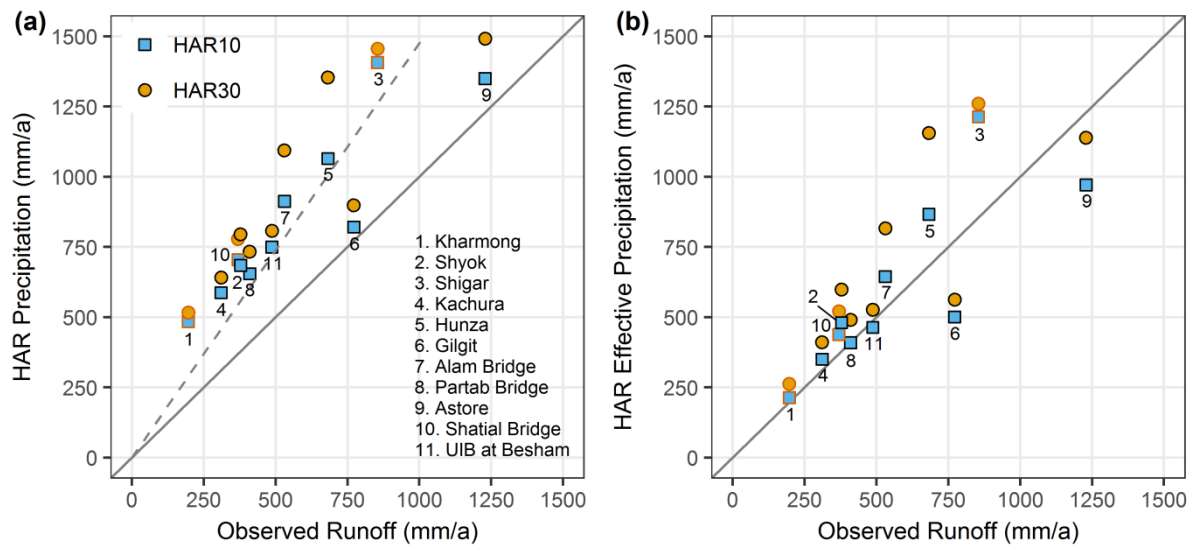 (a)
HAR10
HAR30
HAR Precipitation (mm/a)
1500
1250
1000
750
500
250
0
3
9
5
7
6
10
11
2
8
4
1
1. Kharmong
2. Shyok
3. Shigar
4. Kachura
5. Hunza
6. Gilgit
7. Alam Bridge
8. Partab Bridge
9. Astore
10. Shatial Bridge
11. UIB at Besham
0 250 500 750 1000 1250 1500
Observed Runoff (mm/a)
(b)
HAR Effective Precipitation (mm/a)
1500
1250
1000
750
500
250
0
3
9
5
7
2
10
6
11
8
4
1
0 250 500 750 1000 1250 1500
Observed Runoff (mm/a)